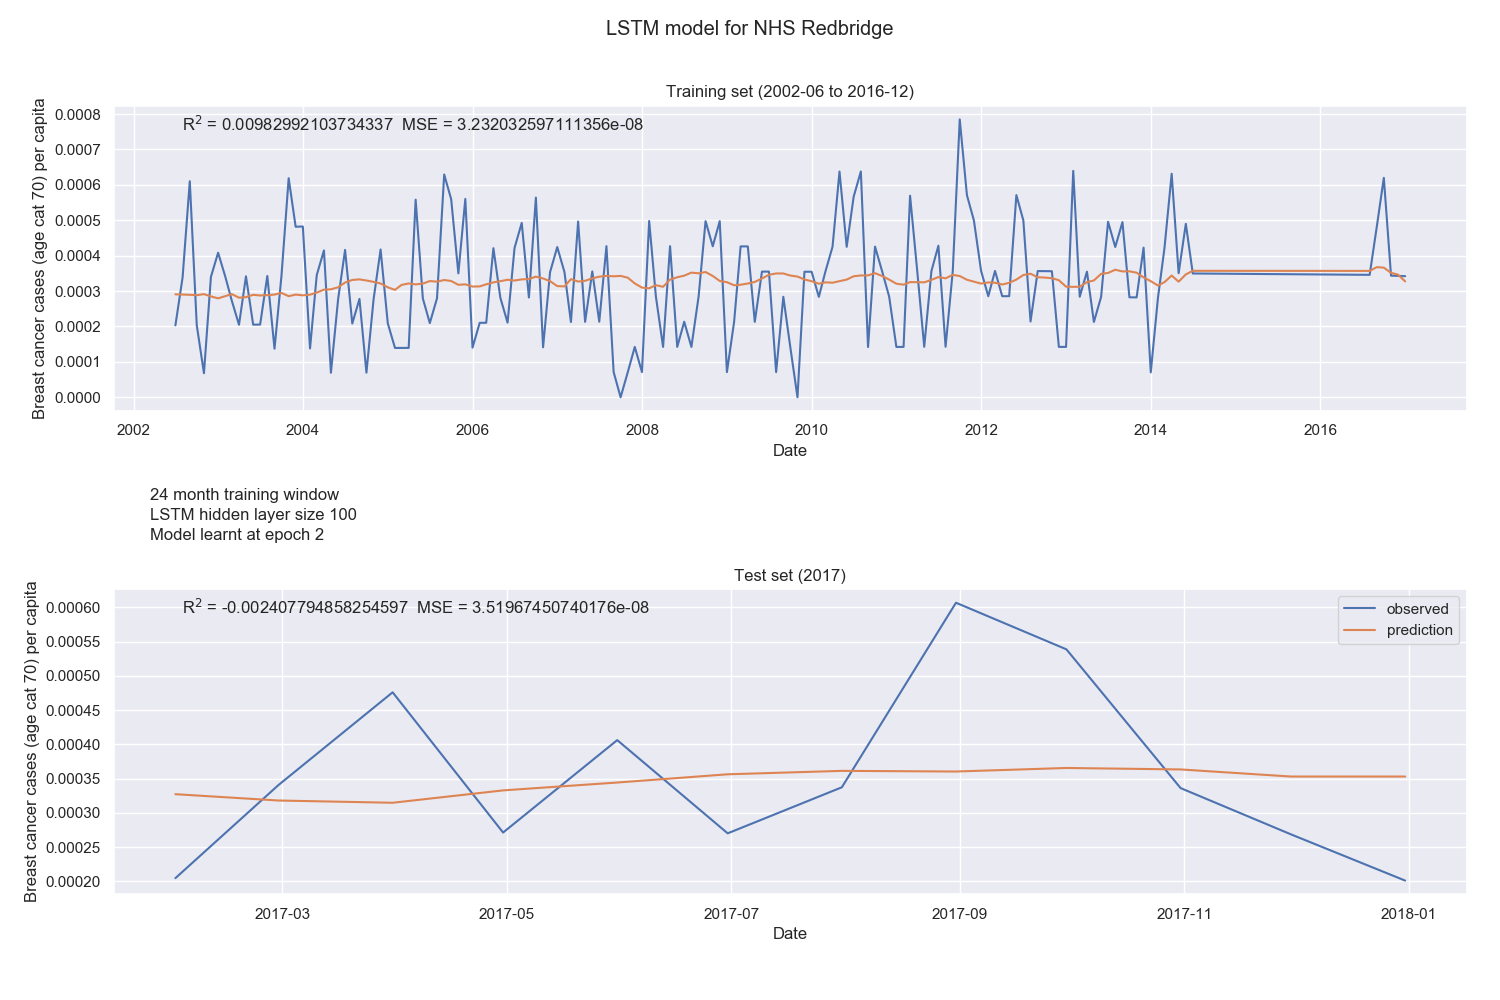 LSTM model for NHS Redbridge
Training set (2002-06 to 2016-12)
R² = 0.00982992103734337 MSE = 3.232032597111356e-08
Breast cancer cases (age cat 70) per capita
0.0008
0.0007
0.0006
0.0005
0.0004
0.0003
0.0002
0.0001
0.0000
2002 2004 2006 2008 2010 2012 2014 2016
Date
24 month training window
LSTM hidden layer size 100
Model learnt at epoch 2
Test set (2017)
R² = -0.002407794858254597 MSE = 3.51967450740176e-08
observed
prediction
Breast cancer cases (age cat 70) per capita
0.00060
0.00055
0.00050
0.00045
0.00040
0.00035
0.00030
0.00025
0.00020
2017-03 2017-05 2017-07 2017-09 2017-11 2018-01
Date